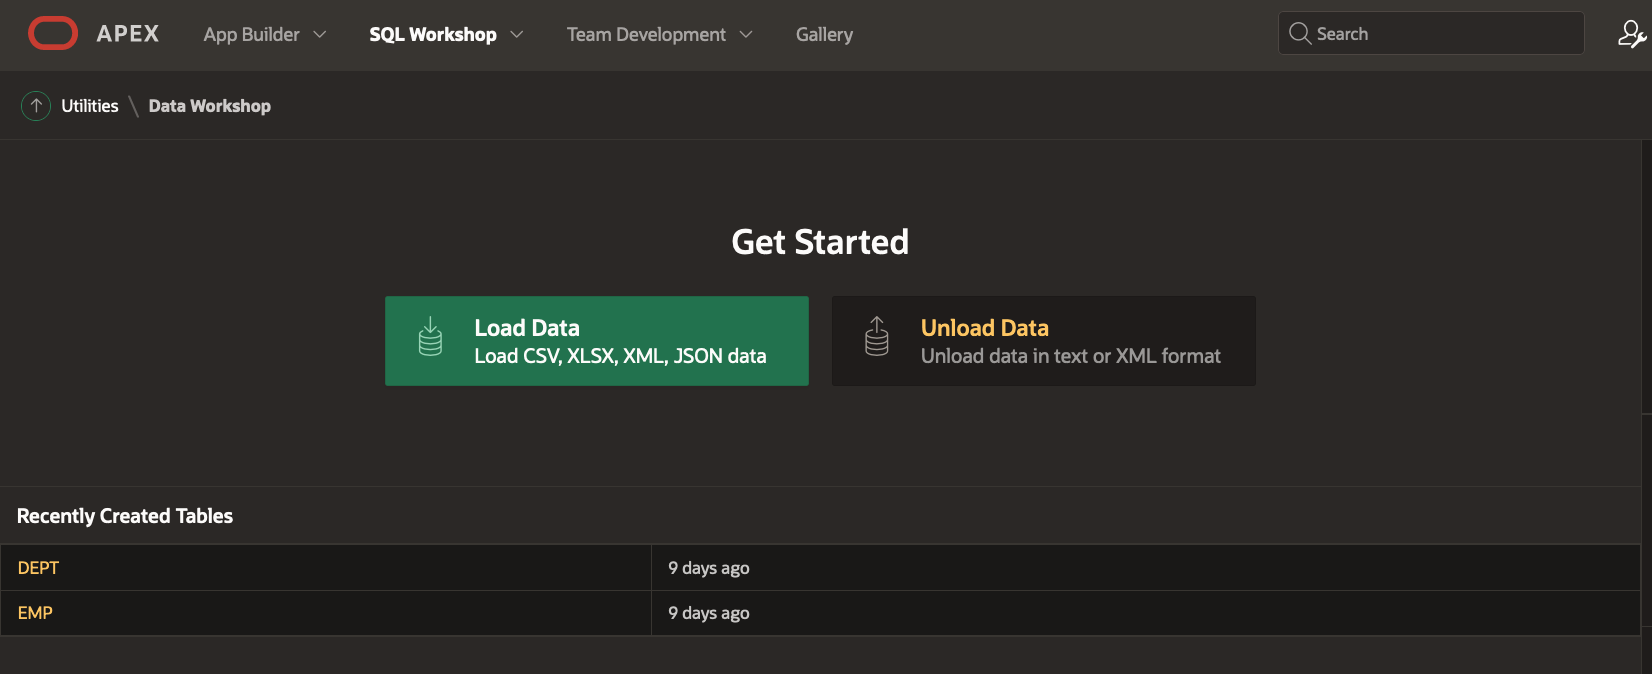 APEX App Builder SQL Workshop Team Development Gallery Search
Utilities \ Data Workshop
Get Started
Load Data
Load CSV, XLSX, XML, JSON data
Unload Data
Unload data in text or XML format
Recently Created Tables
DEPT 9 days ago
EMP 9 days ago